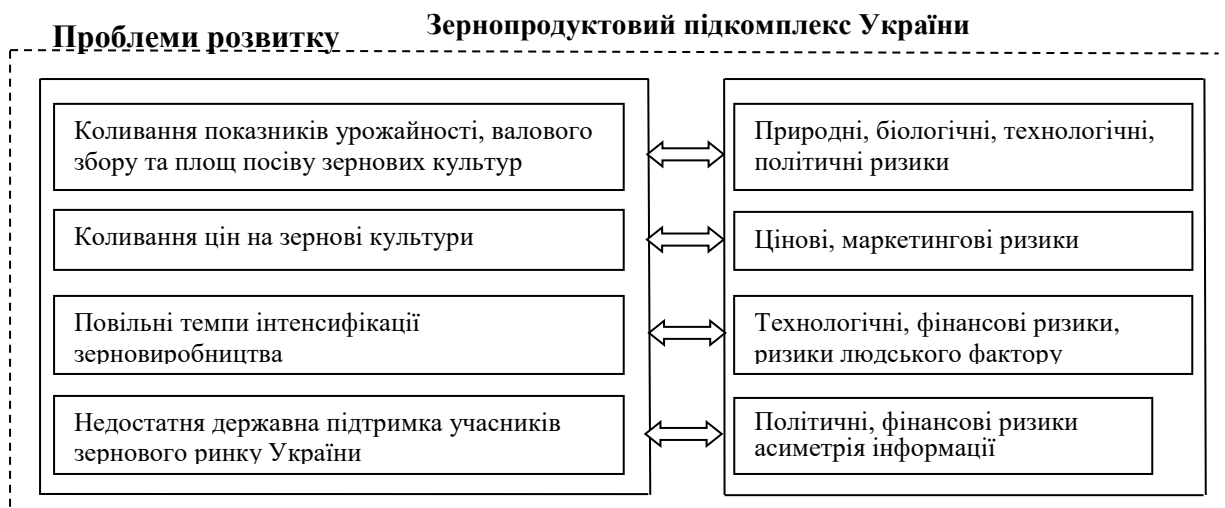 Зернопродуктовий підкомплекс України
Проблеми розвитку
Коливання показників урожайності, валового
збору та площ посіву зернових культур
Природні, біологічні, технологічні,
політичні ризики
Коливання цін на зернові культури
Цінові, маркетингові ризики
Повільні темпи інтенсифікації
зерновиробництва
Технологічні, фінансові ризики,
ризики людського фактору
Недостатня державна підтримка учасників
зернового ринку України
Політичні, фінансові ризики
асиметрія інформації